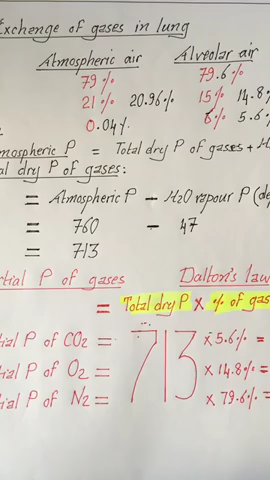 Exchange of gases in lung
Atmospheric air Alveolar air
79% 79.6%
21% 20.96% 15% 14.8
0.04% 6% 5.6%
mospheric P = Total dry P of gases + H
al dry P of gases:
= Atmospheric P - H2O vapour P (de
= 760 - 47
= 713
rtial P of gases Dalton's law
= Total dry P x % of gas
tial P of CO2 = 713 x 5.6% =
tial P of O2 = x 14.8% =
tial P of N2 = x 79.6% =